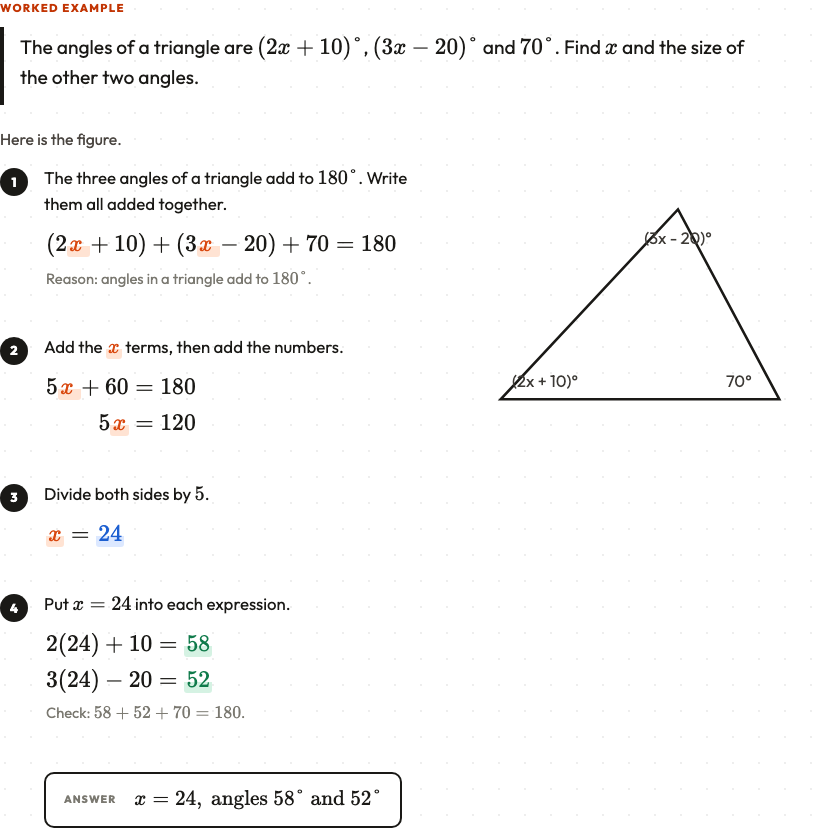 WORKED EXAMPLE
The angles of a triangle are (2x + 10)°, (3x − 20)° and 70°. Find x and the size of
the other two angles.
Here is the figure.
1
The three angles of a triangle add to 180°. Write
them all added together.
(2x + 10) + (3x − 20) + 70 = 180
Reason: angles in a triangle add to 180°.
2
Add the x terms, then add the numbers.
5x + 60 = 180
5x = 120
3
Divide both sides by 5.
x = 24
4
Put x = 24 into each expression.
2(24) + 10 = 58
3(24) − 20 = 52
Check: 58 + 52 + 70 = 180.
ANSWER x = 24, angles 58° and 52°
(3x - 20)°
(2x + 10)°
70°